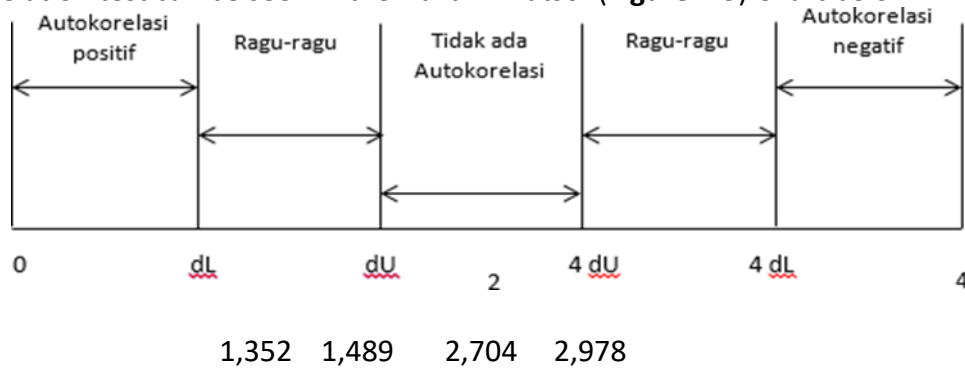 Autokorelasi
positif
Ragu-ragu
Tidak ada
Autokorelasi
Ragu-ragu
Autokorelasi
negatif
0 dL dU 2 4 dU 4 dL 4
1,352 1,489 2,704 2,978